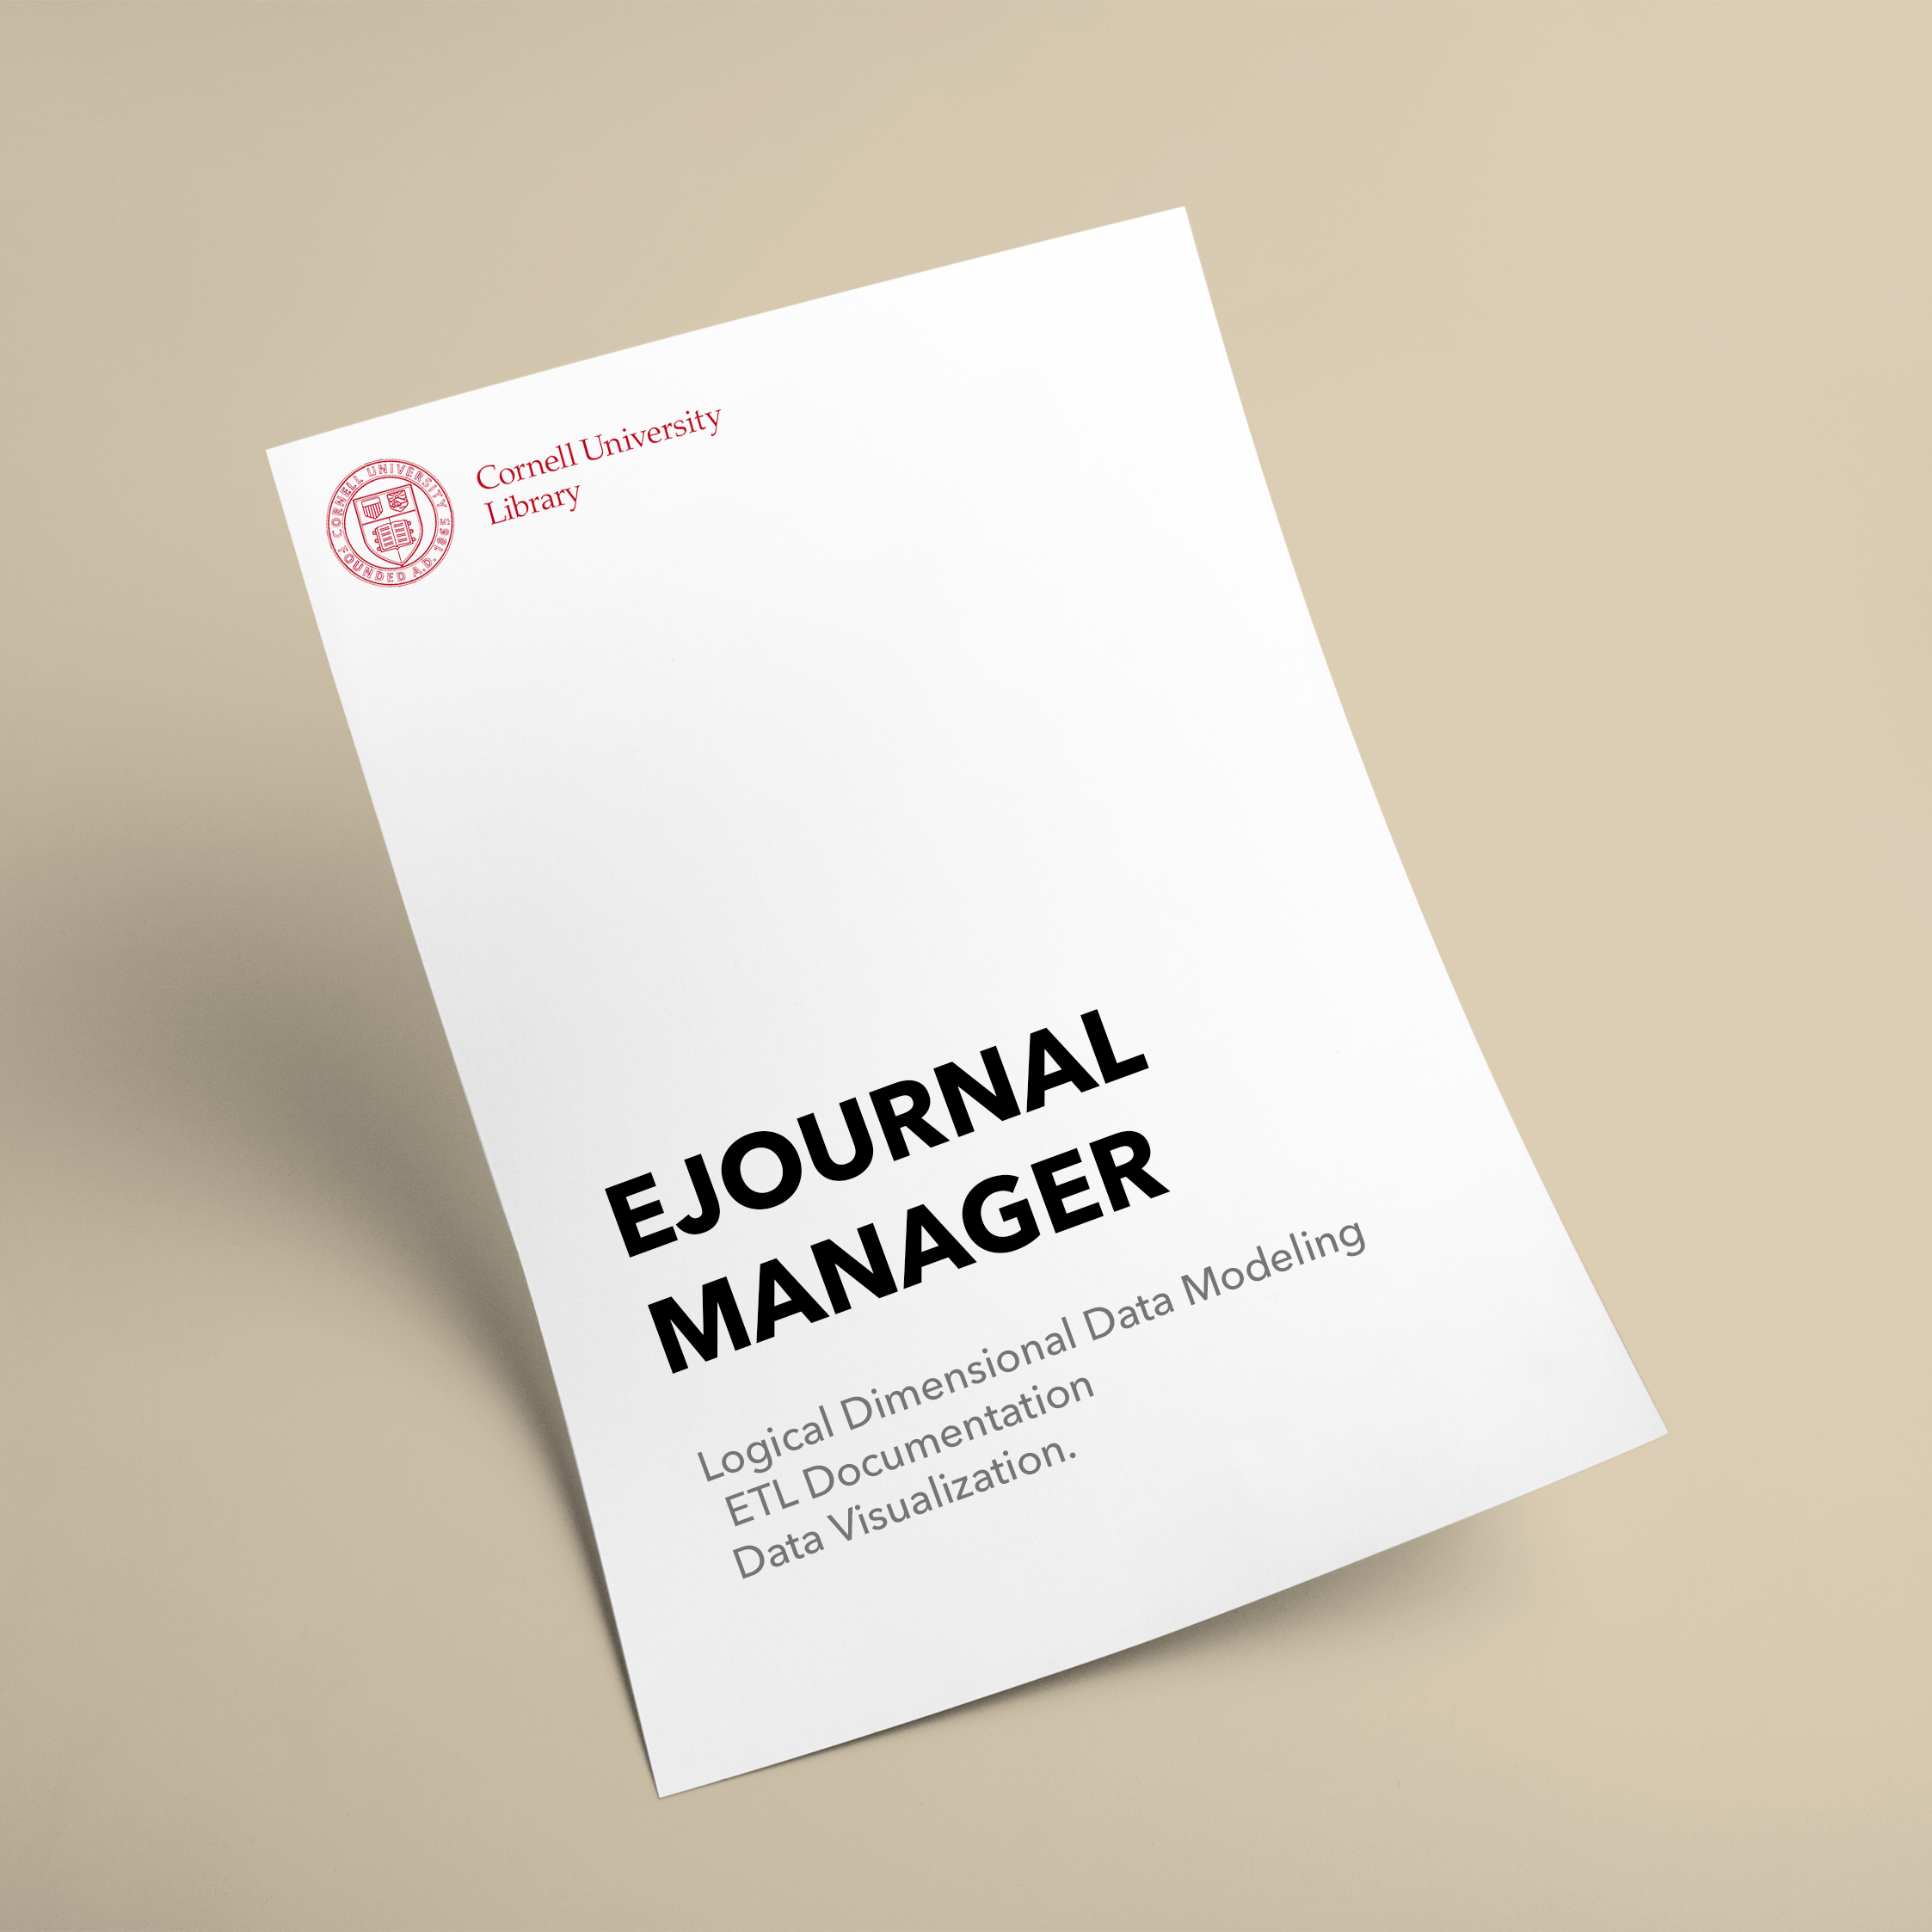 CORNELL UNIVERSITY
FOUNDED A.D. 1865
Cornell University
Library
EJOURNAL
MANAGER
Logical Dimensional Data Modeling
ETL Documentation
Data Visualization.